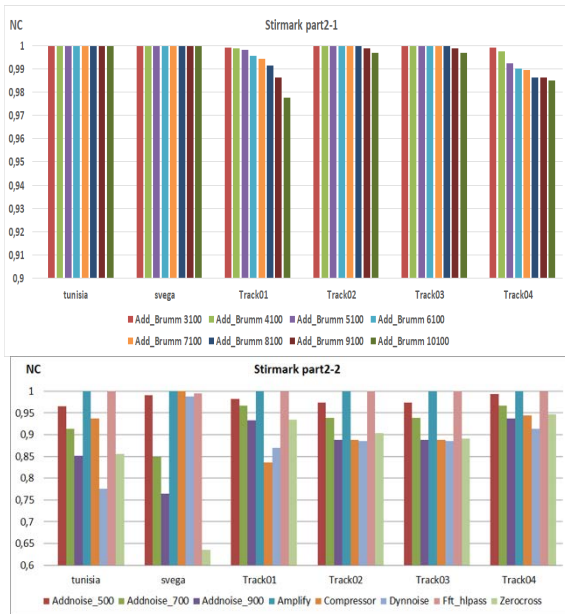 NC Stirmark part2-1
1
0,99
0,98
0,97
0,96
0,95
0,94
0,93
0,92
0,91
0,9
tunisia svega Track01 Track02 Track03 Track04
Add_Brumm 3100 Add_Brumm 4100 Add_Brumm 5100 Add_Brumm 6100
Add_Brumm 7100 Add_Brumm 8100 Add_Brumm 9100 Add_Brumm 10100
NC Stirmark part2-2
1
0,95
0,9
0,85
0,8
0,75
0,7
0,65
0,6
tunisia svega Track01 Track02 Track03 Track04
Addnoise_500 Addnoise_700 Addnoise_900 Amplify Compressor Dynnoise Fft_hlpass Zerocross